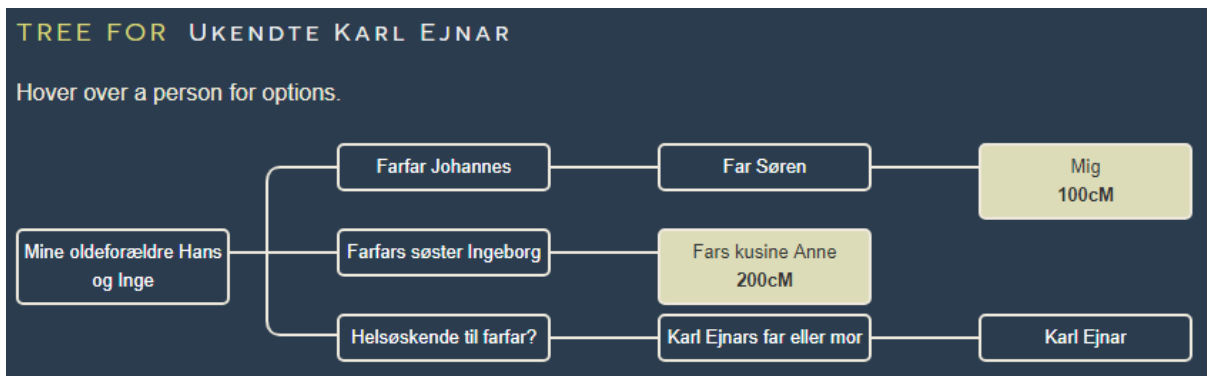 TREE FOR UKENDTE KARL EJNAR
Hover over a person for options.
Farfar Johannes
Far Søren
Mig
100cM
Mine oldeforældre Hans
og Inge
Farfars søster Ingeborg
Fars kusine Anne
200cM
Helsøskende til farfar?
Karl Ejnars far eller mor
Karl Ejnar